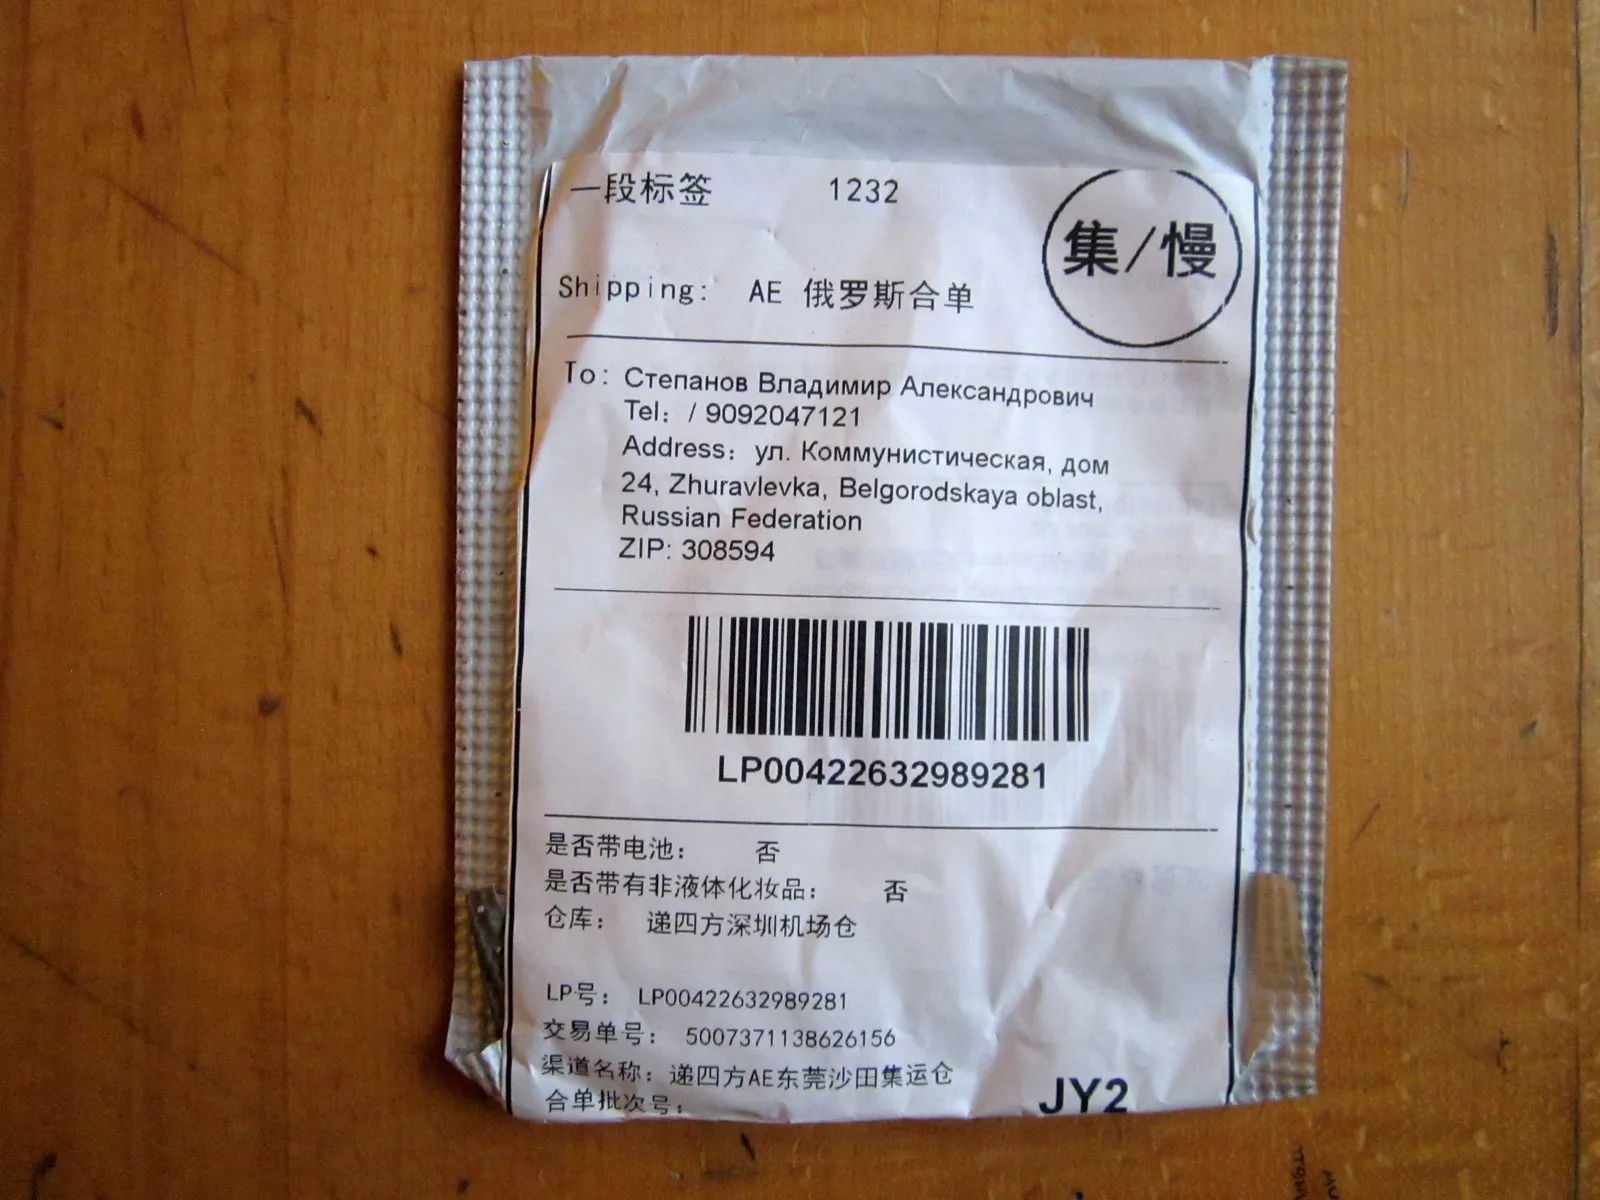 一段标签 1232
集/慢
Shipping: AE 俄罗斯合单
To: Степанов Владимир Александрович
Tel: / 9092047121
Address: ул. Коммунистическая, дом
24, Zhuravlevka, Belgorodskaya oblast,
Russian Federation
ZIP: 308594
LP00422632989281
是否带电池: 否
是否带有非液体化妆品: 否
仓库: 递四方深圳机场仓
LP号: LP00422632989281
交易单号: 5007371138626156
渠道名称: 递四方AE东莞沙田集运仓
合单批次号:
JY2